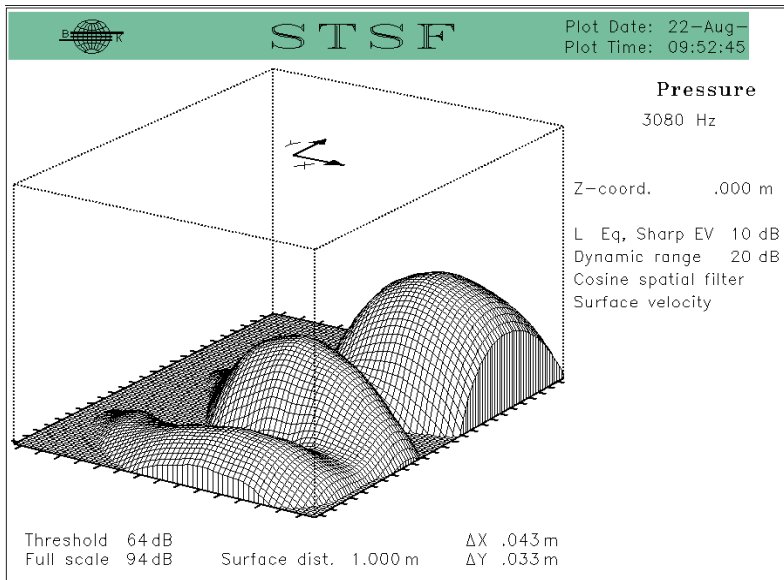 B K
STSF
Plot Date: 22-Aug-
Plot Time: 09:52:45
Pressure
3080 Hz
Y
X
Z-coord. .000 m
L Eq, Sharp EV 10 dB
Dynamic range 20 dB
Cosine spatial filter
Surface velocity
Threshold 64 dB
Full scale 94 dB
Surface dist. 1.000 m
ΔX .043 m
ΔY .033 m